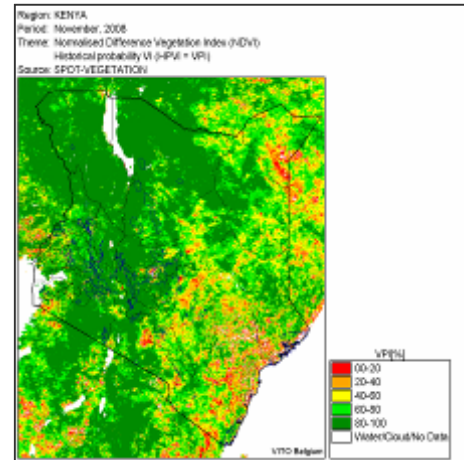 Region: KENYA
Period: November, 2006
Theme: Normalised Difference Vegetation Index (NDVI)
Historical probability VI (HPVI = VPI)
Source: SPOT-VEGETATION
VPI[%]
00-20
20-40
40-60
60-80
80-100
Water/Cloud/No Data
VITO Belgium